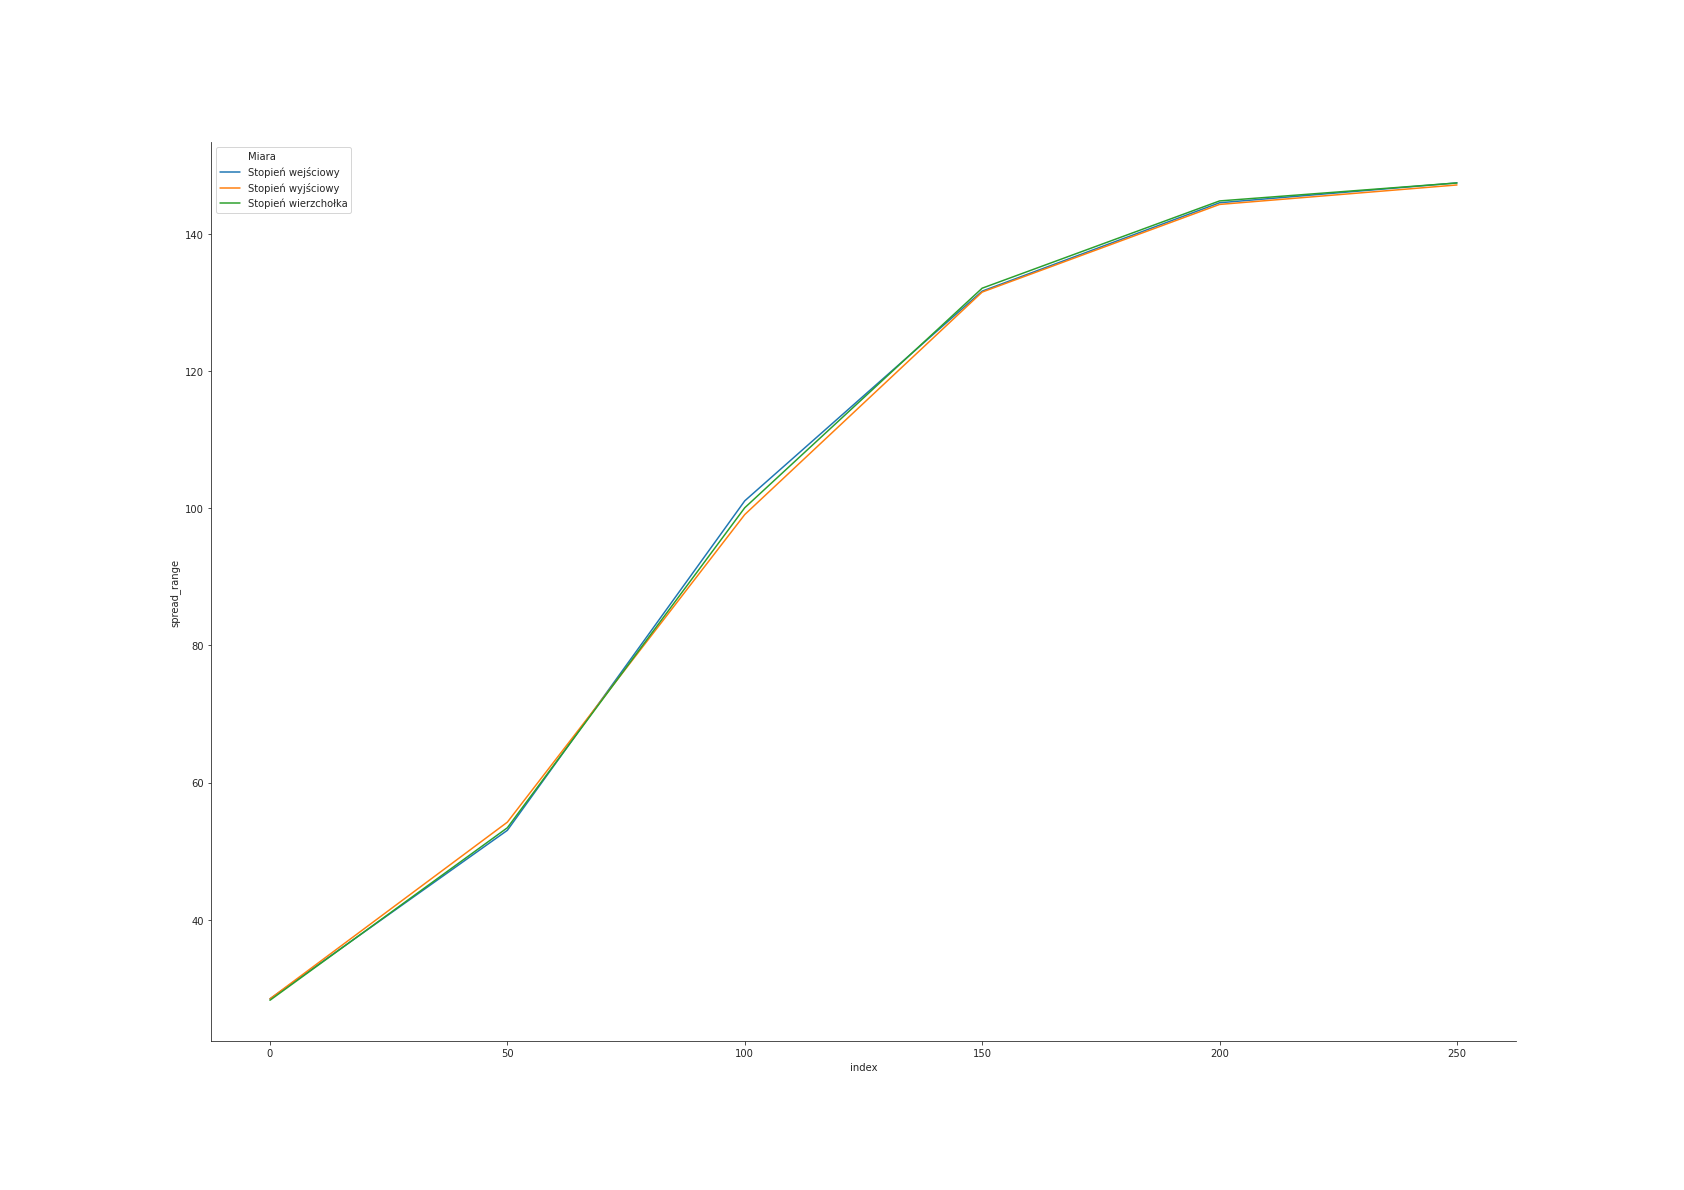 Miara
Stopień wejściowy
Stopień wyjściowy
Stopień wierzchołka
140
120
100
80
60
40
spread_range
0 50 100 150 200 250
index